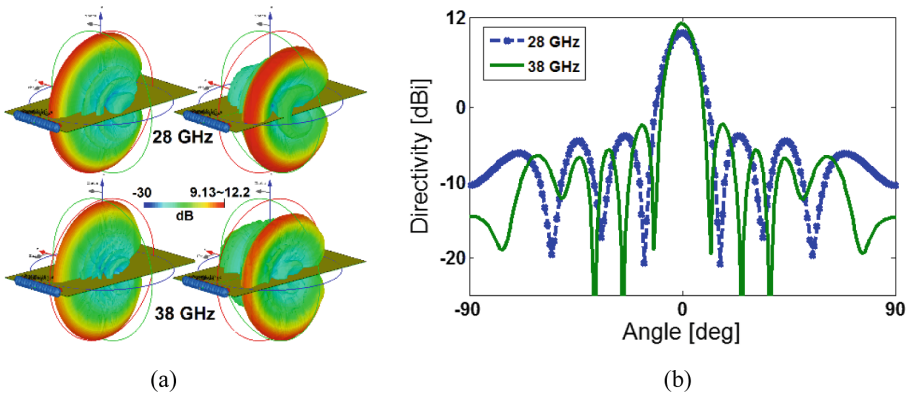 28 GHz
-30 9.13~12.2
dB
38 GHz
(a)
12
0
-10
-20
Directivity [dBi]
28 GHz
38 GHz
-90 0 90
Angle [deg]
(b)